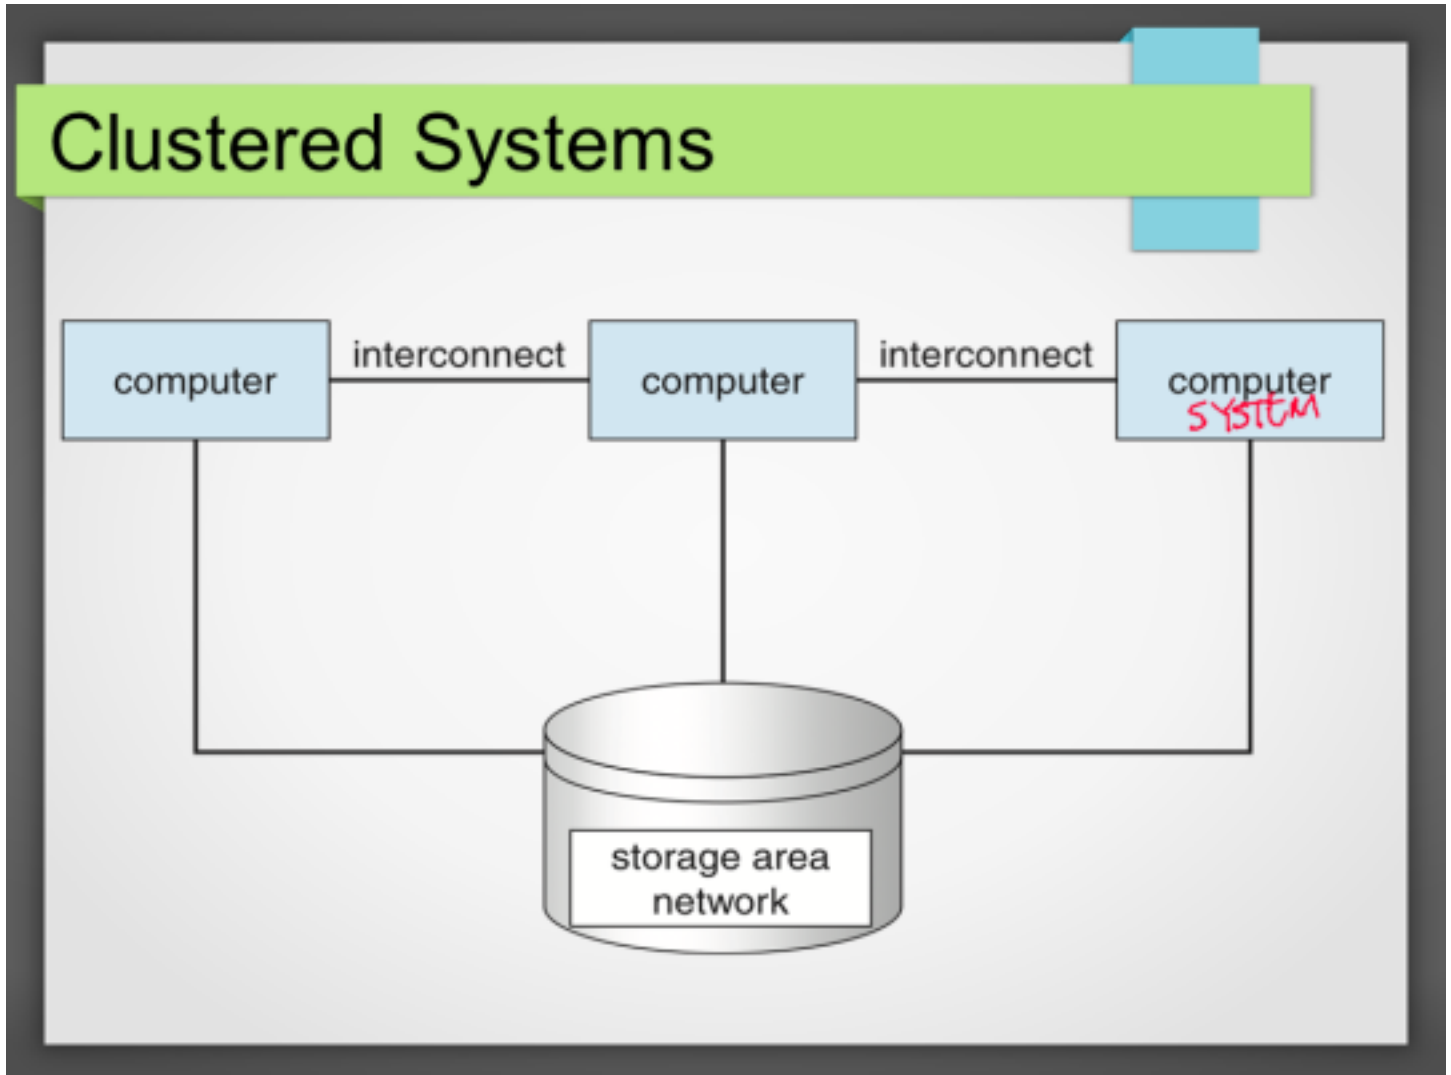 Clustered Systems
computer
interconnect
computer
interconnect
computer
SYSTEM
storage area
network